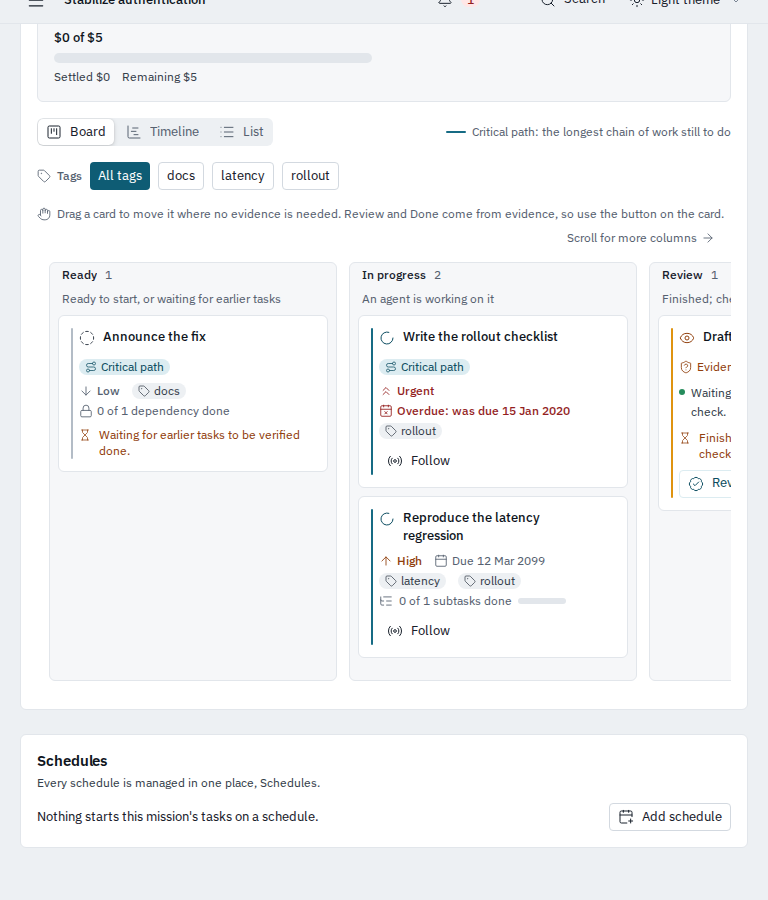 Stabilize authentication
1
Search
Light theme
$0 of $5
Settled $0 Remaining $5
Board
Timeline
List
Critical path: the longest chain of work still to do
Tags
All tags
docs
latency
rollout
Drag a card to move it where no evidence is needed. Review and Done come from evidence, so use the button on the card.
Scroll for more columns
Ready 1
Ready to start, or waiting for earlier tasks
Announce the fix
Critical path
Low
docs
0 of 1 dependency done
Waiting for earlier tasks to be verified
done.
In progress 2
An agent is working on it
Write the rollout checklist
Critical path
Urgent
Overdue: was due 15 Jan 2020
rollout
Follow
Reproduce the latency
regression
High
Due 12 Mar 2099
latency
rollout
0 of 1 subtasks done
Follow
Review 1
Finished;
Draft
Waiting
check.
Finish
check
Schedules
Every schedule is managed in one place, Schedules.
Nothing starts this mission's tasks on a schedule.
Add schedule